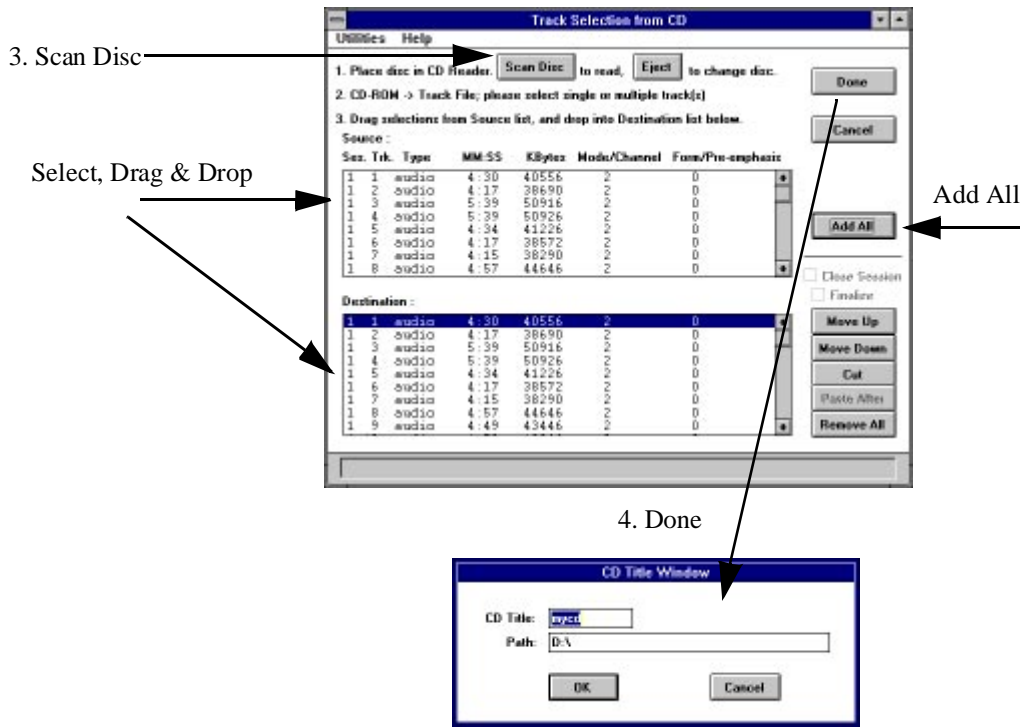 Track Selection from CD
Utilities Help
3. Scan Disc
1. Place disc in CD Reader. Scan Disc to read, Eject to change disc.
Done
2. CD-ROM -> Track File; please select single or multiple track(s)
3. Drag selections from Source list, and drop into Destination list below.
Cancel
Source :
Ses. Trk. Type MM:SS KBytes Mode/Channel Form/Pre-emphasis
Select, Drag & Drop
1 1 audio 4:30 40556 2 0
1 2 audio 4:17 38690 2 0
1 3 audio 5:39 50916 2 0
1 4 audio 5:39 50926 2 0
1 5 audio 4:34 41226 2 0
1 6 audio 4:17 38572 2 0
1 7 audio 4:15 38290 2 0
1 8 audio 4:57 44646 2 0
Add All
Add All
Close Session
Finalize
Destination :
1 1 audio 4:30 40556 2 0
1 2 audio 4:17 38690 2 0
1 3 audio 5:39 50916 2 0
1 4 audio 5:39 50926 2 0
1 5 audio 4:34 41226 2 0
1 6 audio 4:17 38572 2 0
1 7 audio 4:15 38290 2 0
1 8 audio 4:57 44646 2 0
1 9 audio 4:49 43446 2 0
Move Up
Move Down
Cut
Paste After
Remove All
4. Done
CD Title Window
CD Title: mycd
Path: D:\
OK Cancel